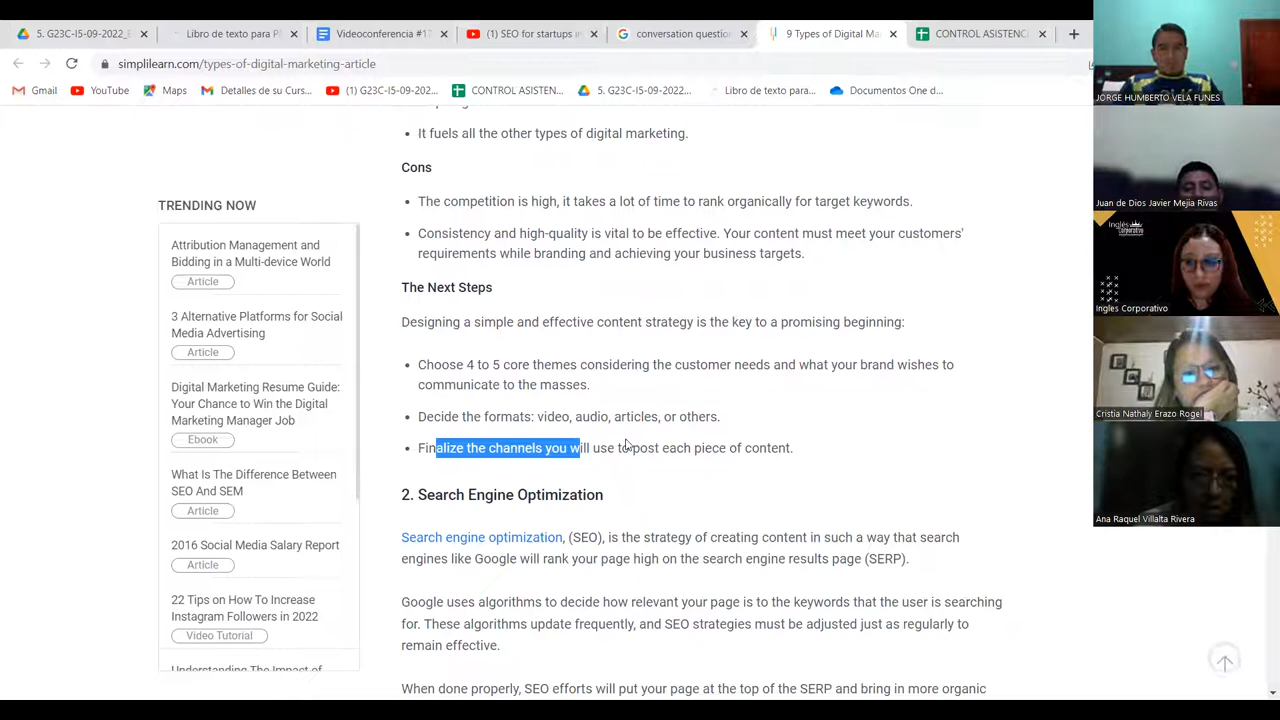 5. G23C-I5-09-2022_E
Libro de texto para P
Videoconferencia #17
(1) SEO for startups in
conversation question
9 Types of Digital Ma
CONTROL ASISTENC
simplilearn.com/types-of-digital-marketing-article
Gmail
YouTube
Maps
Detalles de su Curs...
(1) G23C-I5-09-2022...
CONTROL ASISTEN...
5. G23C-I5-09-2022...
Libro de texto para...
Documentos One d...
It fuels all the other types of digital marketing.
Cons
The competition is high, it takes a lot of time to rank organically for target keywords.
Consistency and high-quality is vital to be effective. Your content must meet your customers'
requirements while branding and achieving your business targets.
The Next Steps
Designing a simple and effective content strategy is the key to a promising beginning:
Choose 4 to 5 core themes considering the customer needs and what your brand wishes to
communicate to the masses.
Decide the formats: video, audio, articles, or others.
Finalize the channels you will use to post each piece of content.
2. Search Engine Optimization
Search engine optimization, (SEO), is the strategy of creating content in such a way that search
engines like Google will rank your page high on the search engine results page (SERP).
Google uses algorithms to decide how relevant your page is to the keywords that the user is searching
for. These algorithms update frequently, and SEO strategies must be adjusted just as regularly to
remain effective.
When done properly, SEO efforts will put your page at the top of the SERP and bring in more organic
TRENDING NOW
Attribution Management and
Bidding in a Multi-device World
Article
3 Alternative Platforms for Social
Media Advertising
Article
Digital Marketing Resume Guide:
Your Chance to Win the Digital
Marketing Manager Job
Ebook
What Is The Difference Between
SEO And SEM
Article
2016 Social Media Salary Report
Article
22 Tips on How To Increase
Instagram Followers in 2022
Video Tutorial
Understanding The Impact of
JORGE HUMBERTO VELA FUNES
Juan de Dios Javier Mejia Rivas
Inglés
Corporativo
Ingles Corporativo
Cristia Nathaly Erazo Rogel
Ana Raquel Villalta Rivera